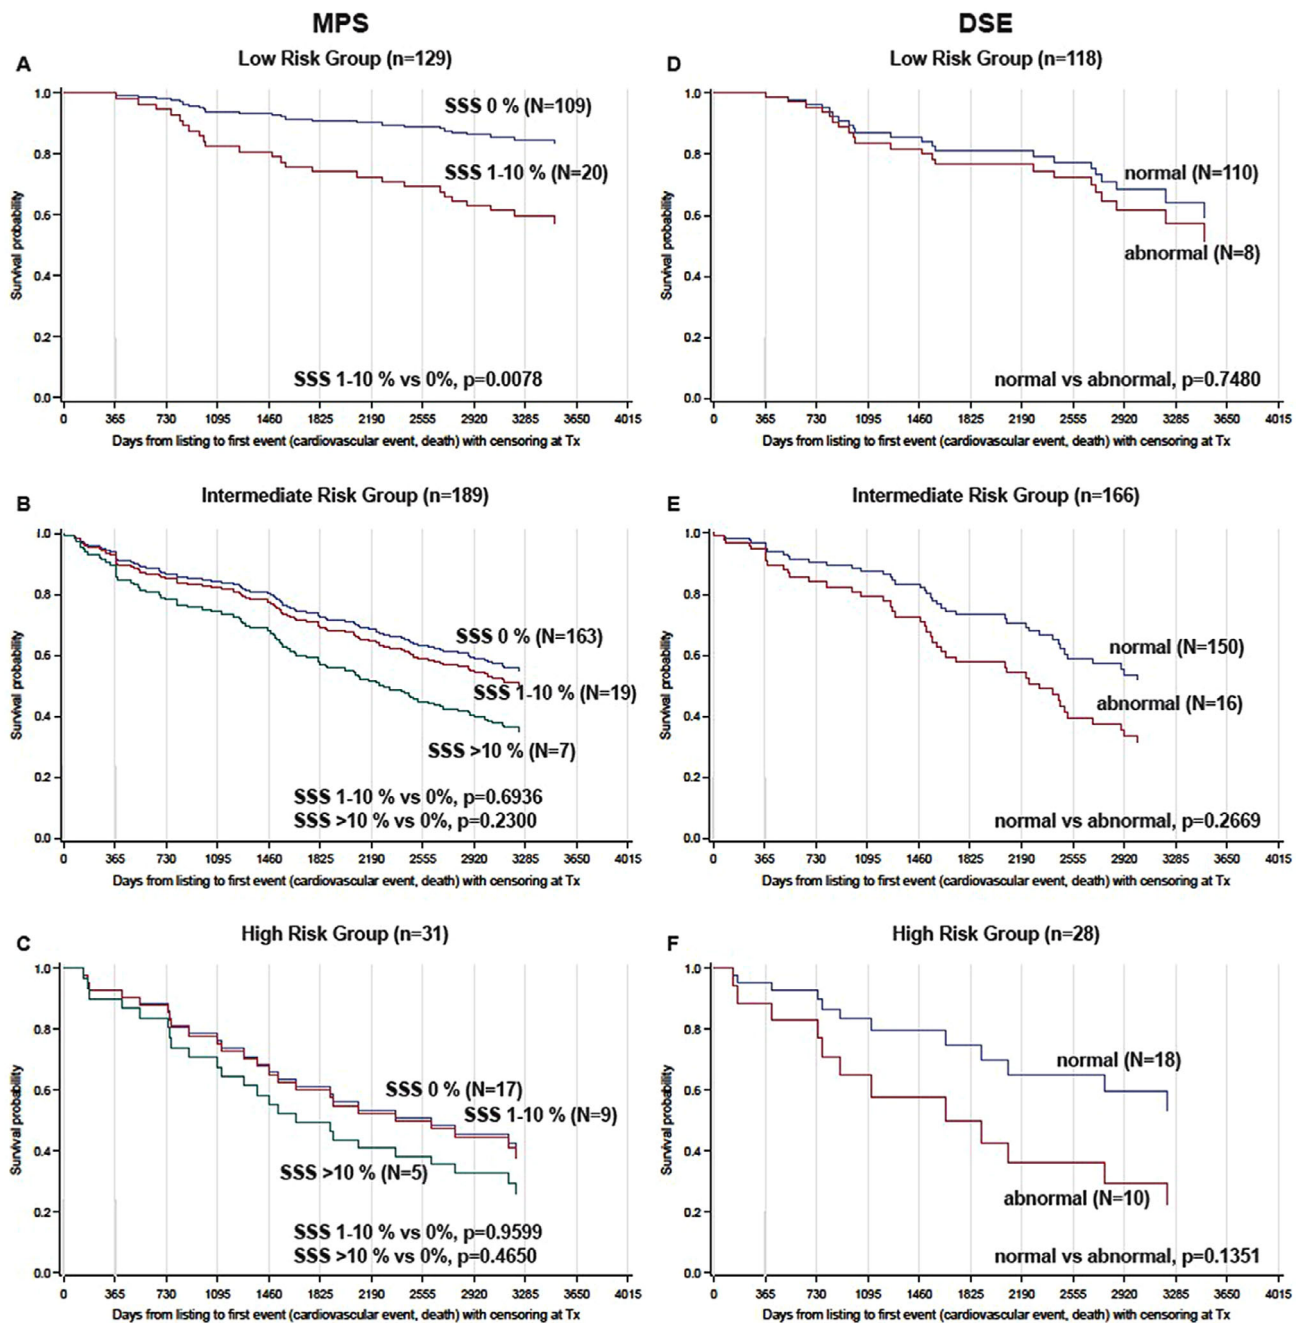 MPS
DSE
A
Low Risk Group (n=129)
1.0
0.8
0.6
0.4
0.2
0.0
Survival probability
SSS 0 % (N=109)
SSS 1-10 % (N=20)
SSS 1-10 % vs 0%, p=0.0078
0 365 730 1095 1460 1825 2190 2555 2920 3285 3650 4015
Days from listing to first event (cardiovascular event, death) with censoring at Tx
D
Low Risk Group (n=118)
1.0
0.8
0.6
0.4
0.2
0.0
Survival probability
normal (N=110)
abnormal (N=8)
normal vs abnormal, p=0.7480
0 365 730 1095 1460 1825 2190 2555 2920 3285 3650 4015
Days from listing to first event (cardiovascular event, death) with censoring at Tx
B
Intermediate Risk Group (n=189)
1.0
0.8
0.6
0.4
0.2
0.0
Survival probability
SSS 0 % (N=163)
SSS 1-10 % (N=19)
SSS >10 % (N=7)
SSS 1-10 % vs 0%, p=0.6936
SSS >10 % vs 0%, p=0.2300
0 365 730 1095 1460 1825 2190 2555 2920 3285 3650 4015
Days from listing to first event (cardiovascular event, death) with censoring at Tx
E
Intermediate Risk Group (n=166)
1.0
0.8
0.6
0.4
0.2
0.0
Survival probability
normal (N=150)
abnormal (N=16)
normal vs abnormal, p=0.2669
0 365 730 1095 1460 1825 2190 2555 2920 3285 3650 4015
Days from listing to first event (cardiovascular event, death) with censoring at Tx
C
High Risk Group (n=31)
1.0
0.8
0.6
0.4
0.2
0.0
Survival probability
SSS 0 % (N=17)
SSS 1-10 % (N=9)
SSS >10 % (N=5)
SSS 1-10 % vs 0%, p=0.9599
SSS >10 % vs 0%, p=0.4650
0 365 730 1095 1460 1825 2190 2555 2920 3285 3650 4015
Days from listing to first event (cardiovascular event, death) with censoring at Tx
F
High Risk Group (n=28)
1.0
0.8
0.6
0.4
0.2
0.0
Survival probability
normal (N=18)
abnormal (N=10)
normal vs abnormal, p=0.1351
0 365 730 1095 1460 1825 2190 2555 2920 3285 3650 4015
Days from listing to first event (cardiovascular event, death) with censoring at Tx